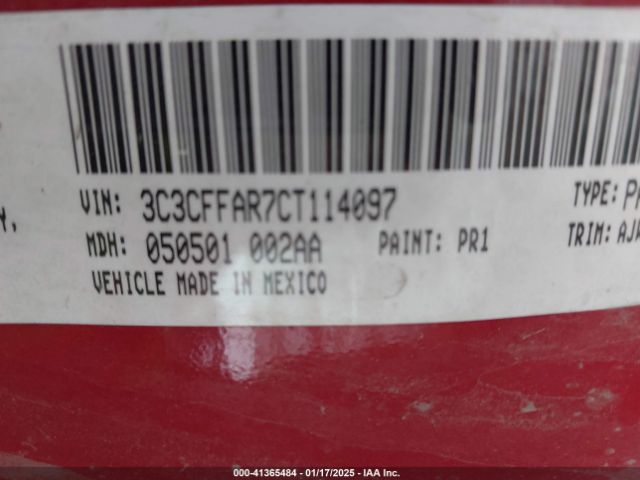 VIN: 3C3CFFAR7CT114097 TYPE:
Y,
MDH: 050501 002AA PAINT: PR1 TRIM:
VEHICLE MADE IN MEXICO
000-41365484 - 01/17/2025 - IAA Inc.